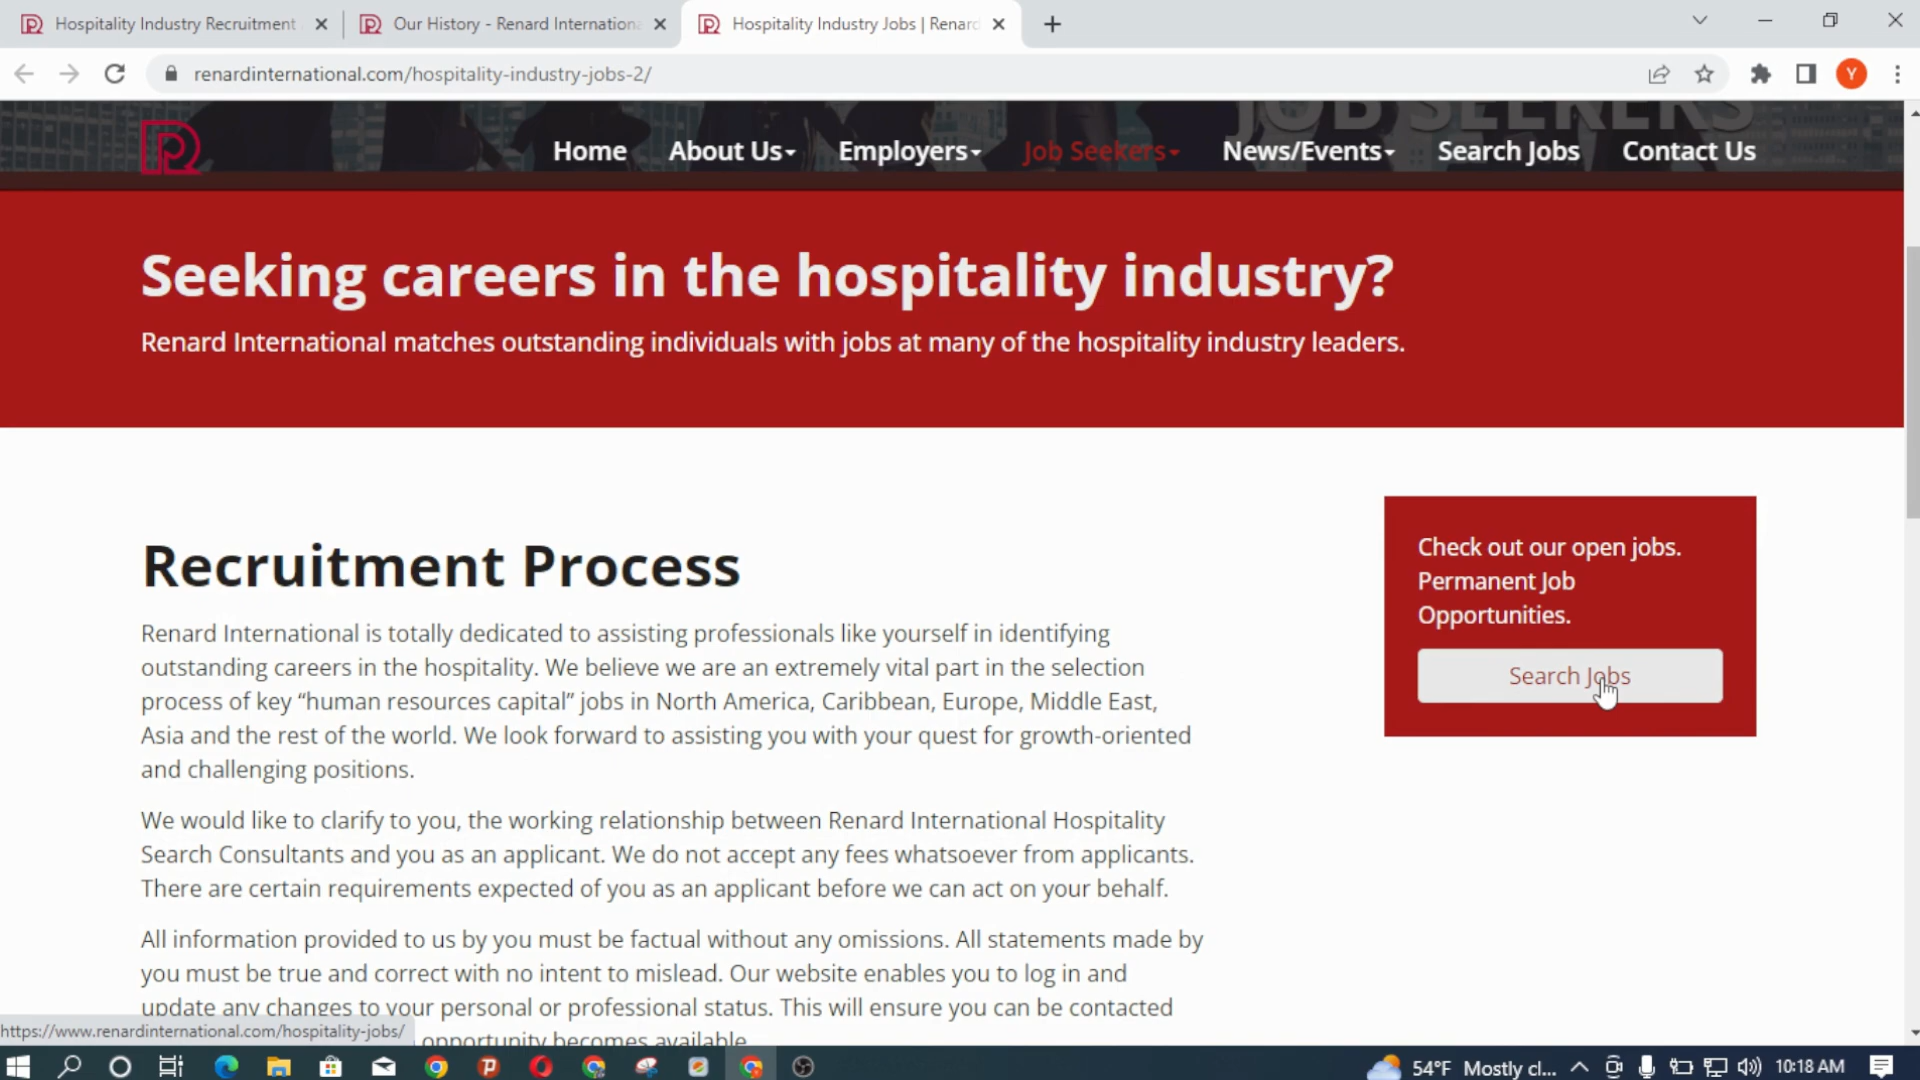 Hospitality Industry Recruitment
Our History - Renard Internationa
Hospitality Industry Jobs | Renard
renardinternational.com/hospitality-industry-jobs-2/
Y
JOB SEEKERS
Home
About Us
Employers
Job Seekers
News/Events
Search Jobs
Contact Us
Seeking careers in the hospitality industry?
Renard International matches outstanding individuals with jobs at many of the hospitality industry leaders.
Recruitment Process
Renard International is totally dedicated to assisting professionals like yourself in identifying
outstanding careers in the hospitality. We believe we are an extremely vital part in the selection
process of key “human resources capital” jobs in North America, Caribbean, Europe, Middle East,
Asia and the rest of the world. We look forward to assisting you with your quest for growth-oriented
and challenging positions.
We would like to clarify to you, the working relationship between Renard International Hospitality
Search Consultants and you as an applicant. We do not accept any fees whatsoever from applicants.
There are certain requirements expected of you as an applicant before we can act on your behalf.
All information provided to us by you must be factual without any omissions. All statements made by
you must be true and correct with no intent to mislead. Our website enables you to log in and
update any changes to your personal or professional status. This will ensure you can be contacted
opportunity becomes available
Check out our open jobs.
Permanent Job
Opportunities.
Search Jobs
https://www.renardinternational.com/hospitality-jobs/
54°F Mostly cl...
10:18 AM